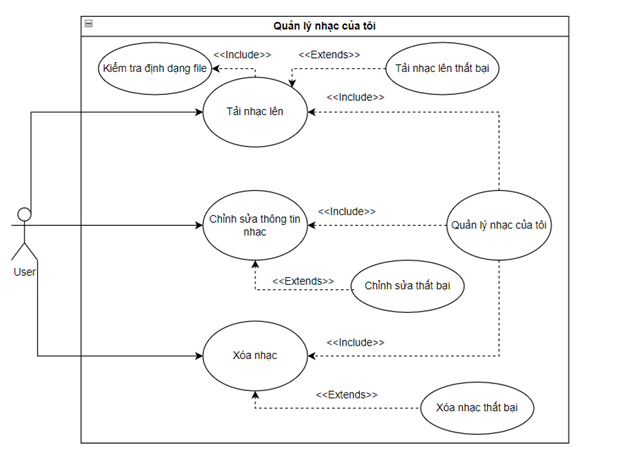 Quản lý nhạc của tôi
<<Include>>
<<Extends>>
Kiểm tra định dạng file
Tải nhạc lên thất bại
<<Include>>
Tải nhạc lên
<<Include>>
Chỉnh sửa thông tin
nhạc
Quản lý nhạc của tôi
User
<<Extends>>
Chỉnh sửa thất bại
<<Include>>
Xóa nhạc
<<Extends>>
Xóa nhạc thất bại